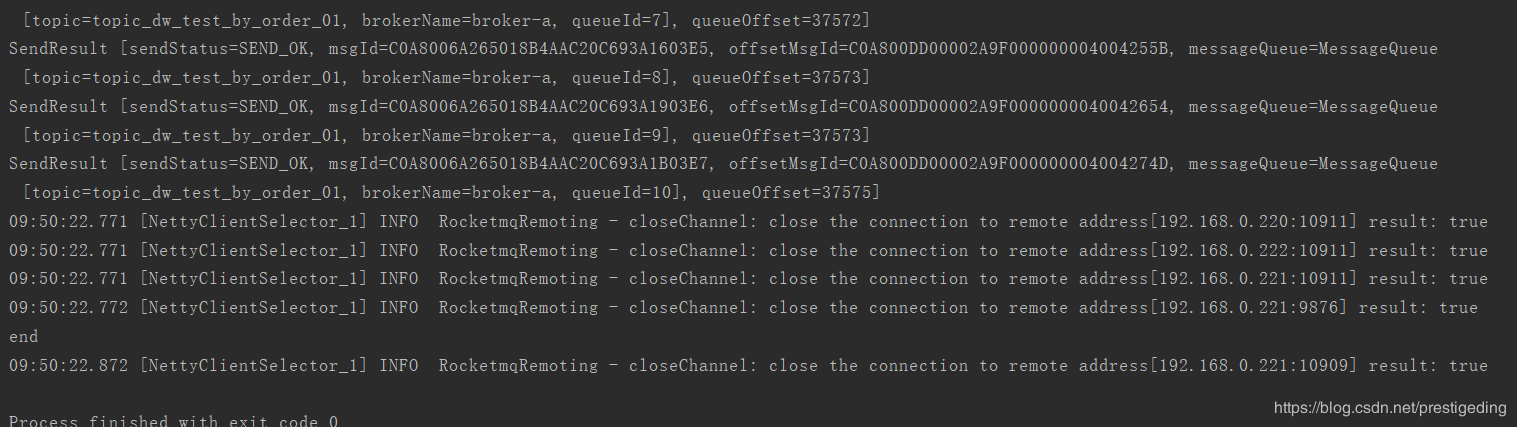 [topic=topic_dw_test_by_order_01, brokerName=broker-a, queueId=7], queueOffset=37572]
SendResult [sendStatus=SEND_OK, msgId=C0A8006A265018B4AAC20C693A1603E5, offsetMsgId=C0A800DD00002A9F000000004004255B, messageQueue=MessageQueue
[topic=topic_dw_test_by_order_01, brokerName=broker-a, queueId=8], queueOffset=37573]
SendResult [sendStatus=SEND_OK, msgId=C0A8006A265018B4AAC20C693A1903E6, offsetMsgId=C0A800DD00002A9F0000000040042654, messageQueue=MessageQueue
[topic=topic_dw_test_by_order_01, brokerName=broker-a, queueId=9], queueOffset=37573]
SendResult [sendStatus=SEND_OK, msgId=C0A8006A265018B4AAC20C693A1B03E7, offsetMsgId=C0A800DD00002A9F000000004004274D, messageQueue=MessageQueue
[topic=topic_dw_test_by_order_01, brokerName=broker-a, queueId=10], queueOffset=37575]
09:50:22.771 [NettyClientSelector_1] INFO  RocketmqRemoting - closeChannel: close the connection to remote address[192.168.0.220:10911] result: true
09:50:22.771 [NettyClientSelector_1] INFO  RocketmqRemoting - closeChannel: close the connection to remote address[192.168.0.222:10911] result: true
09:50:22.771 [NettyClientSelector_1] INFO  RocketmqRemoting - closeChannel: close the connection to remote address[192.168.0.221:10911] result: true
09:50:22.772 [NettyClientSelector_1] INFO  RocketmqRemoting - closeChannel: close the connection to remote address[192.168.0.221:9876] result: true
end
09:50:22.872 [NettyClientSelector_1] INFO  RocketmqRemoting - closeChannel: close the connection to remote address[192.168.0.221:10909] result: true
Process finished with exit code 0
https://blog.csdn.net/prestigeding